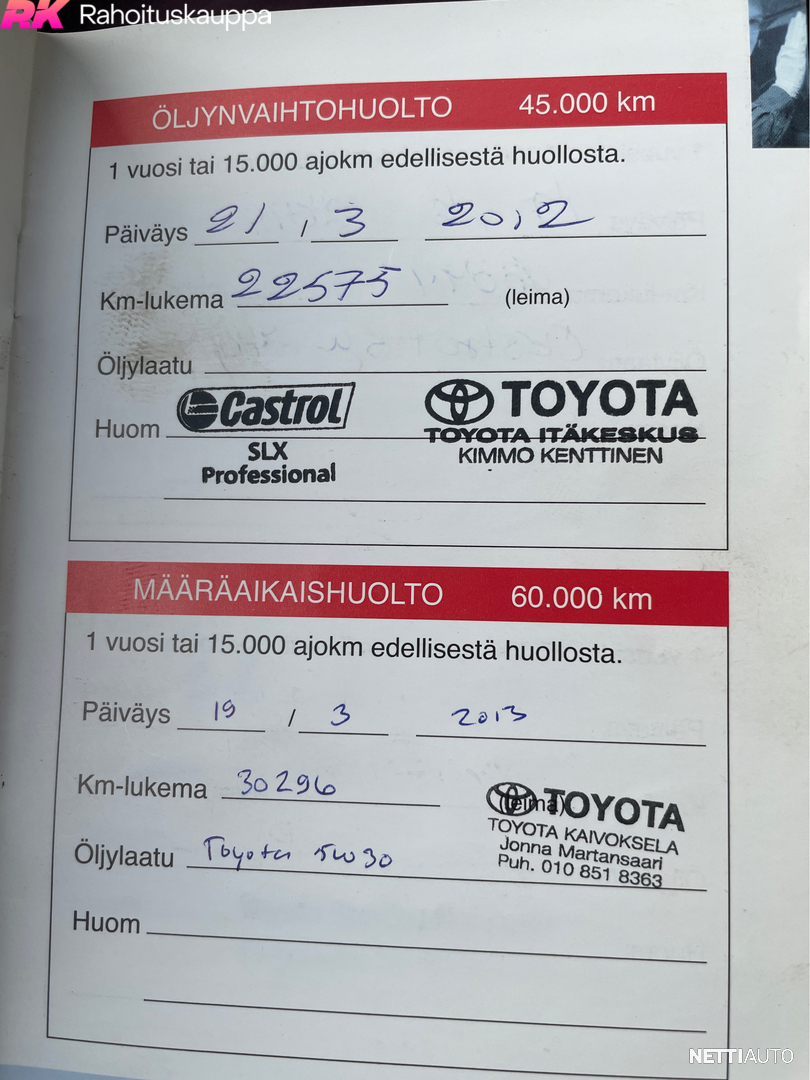 RK Rahoituskauppa
ÖLJYNVAIHTOHUOLTO 45.000 km
1 vuosi tai 15.000 ajokm edellisestä huollosta.
Päiväys 21 / 3 2012
Km-lukema 22575 (leima)
Öljylaatu
Huom Castrol TOYOTA
TOYOTA ITÄKESKUS
SLX KIMMO KENTTINEN
Professional
MÄÄRÄAIKAISHUOLTO 60.000 km
1 vuosi tai 15.000 ajokm edellisestä huollosta.
Päiväys 19 / 3 2013
Km-lukema 30296 (leima) TOYOTA
TOYOTA KAIVOKSELA
Jonna Martansaari
Öljylaatu Toyota 5W30 Puh. 010 851 8363
Huom
NETTIAUTO